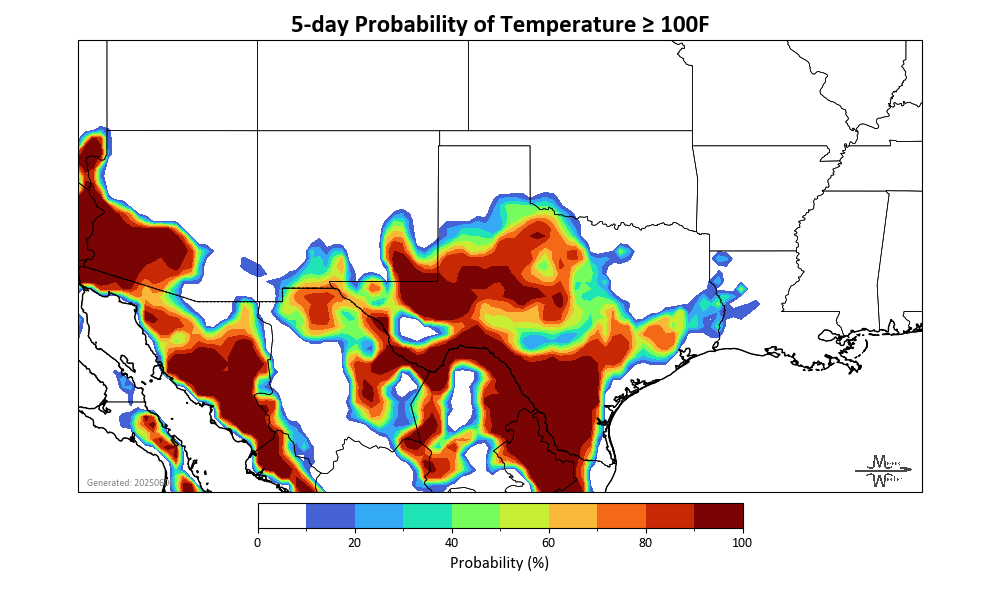 5-day Probability of Temperature ≥ 100F
Generated: 202506
0 20 40 60 80 100
Probability (%)